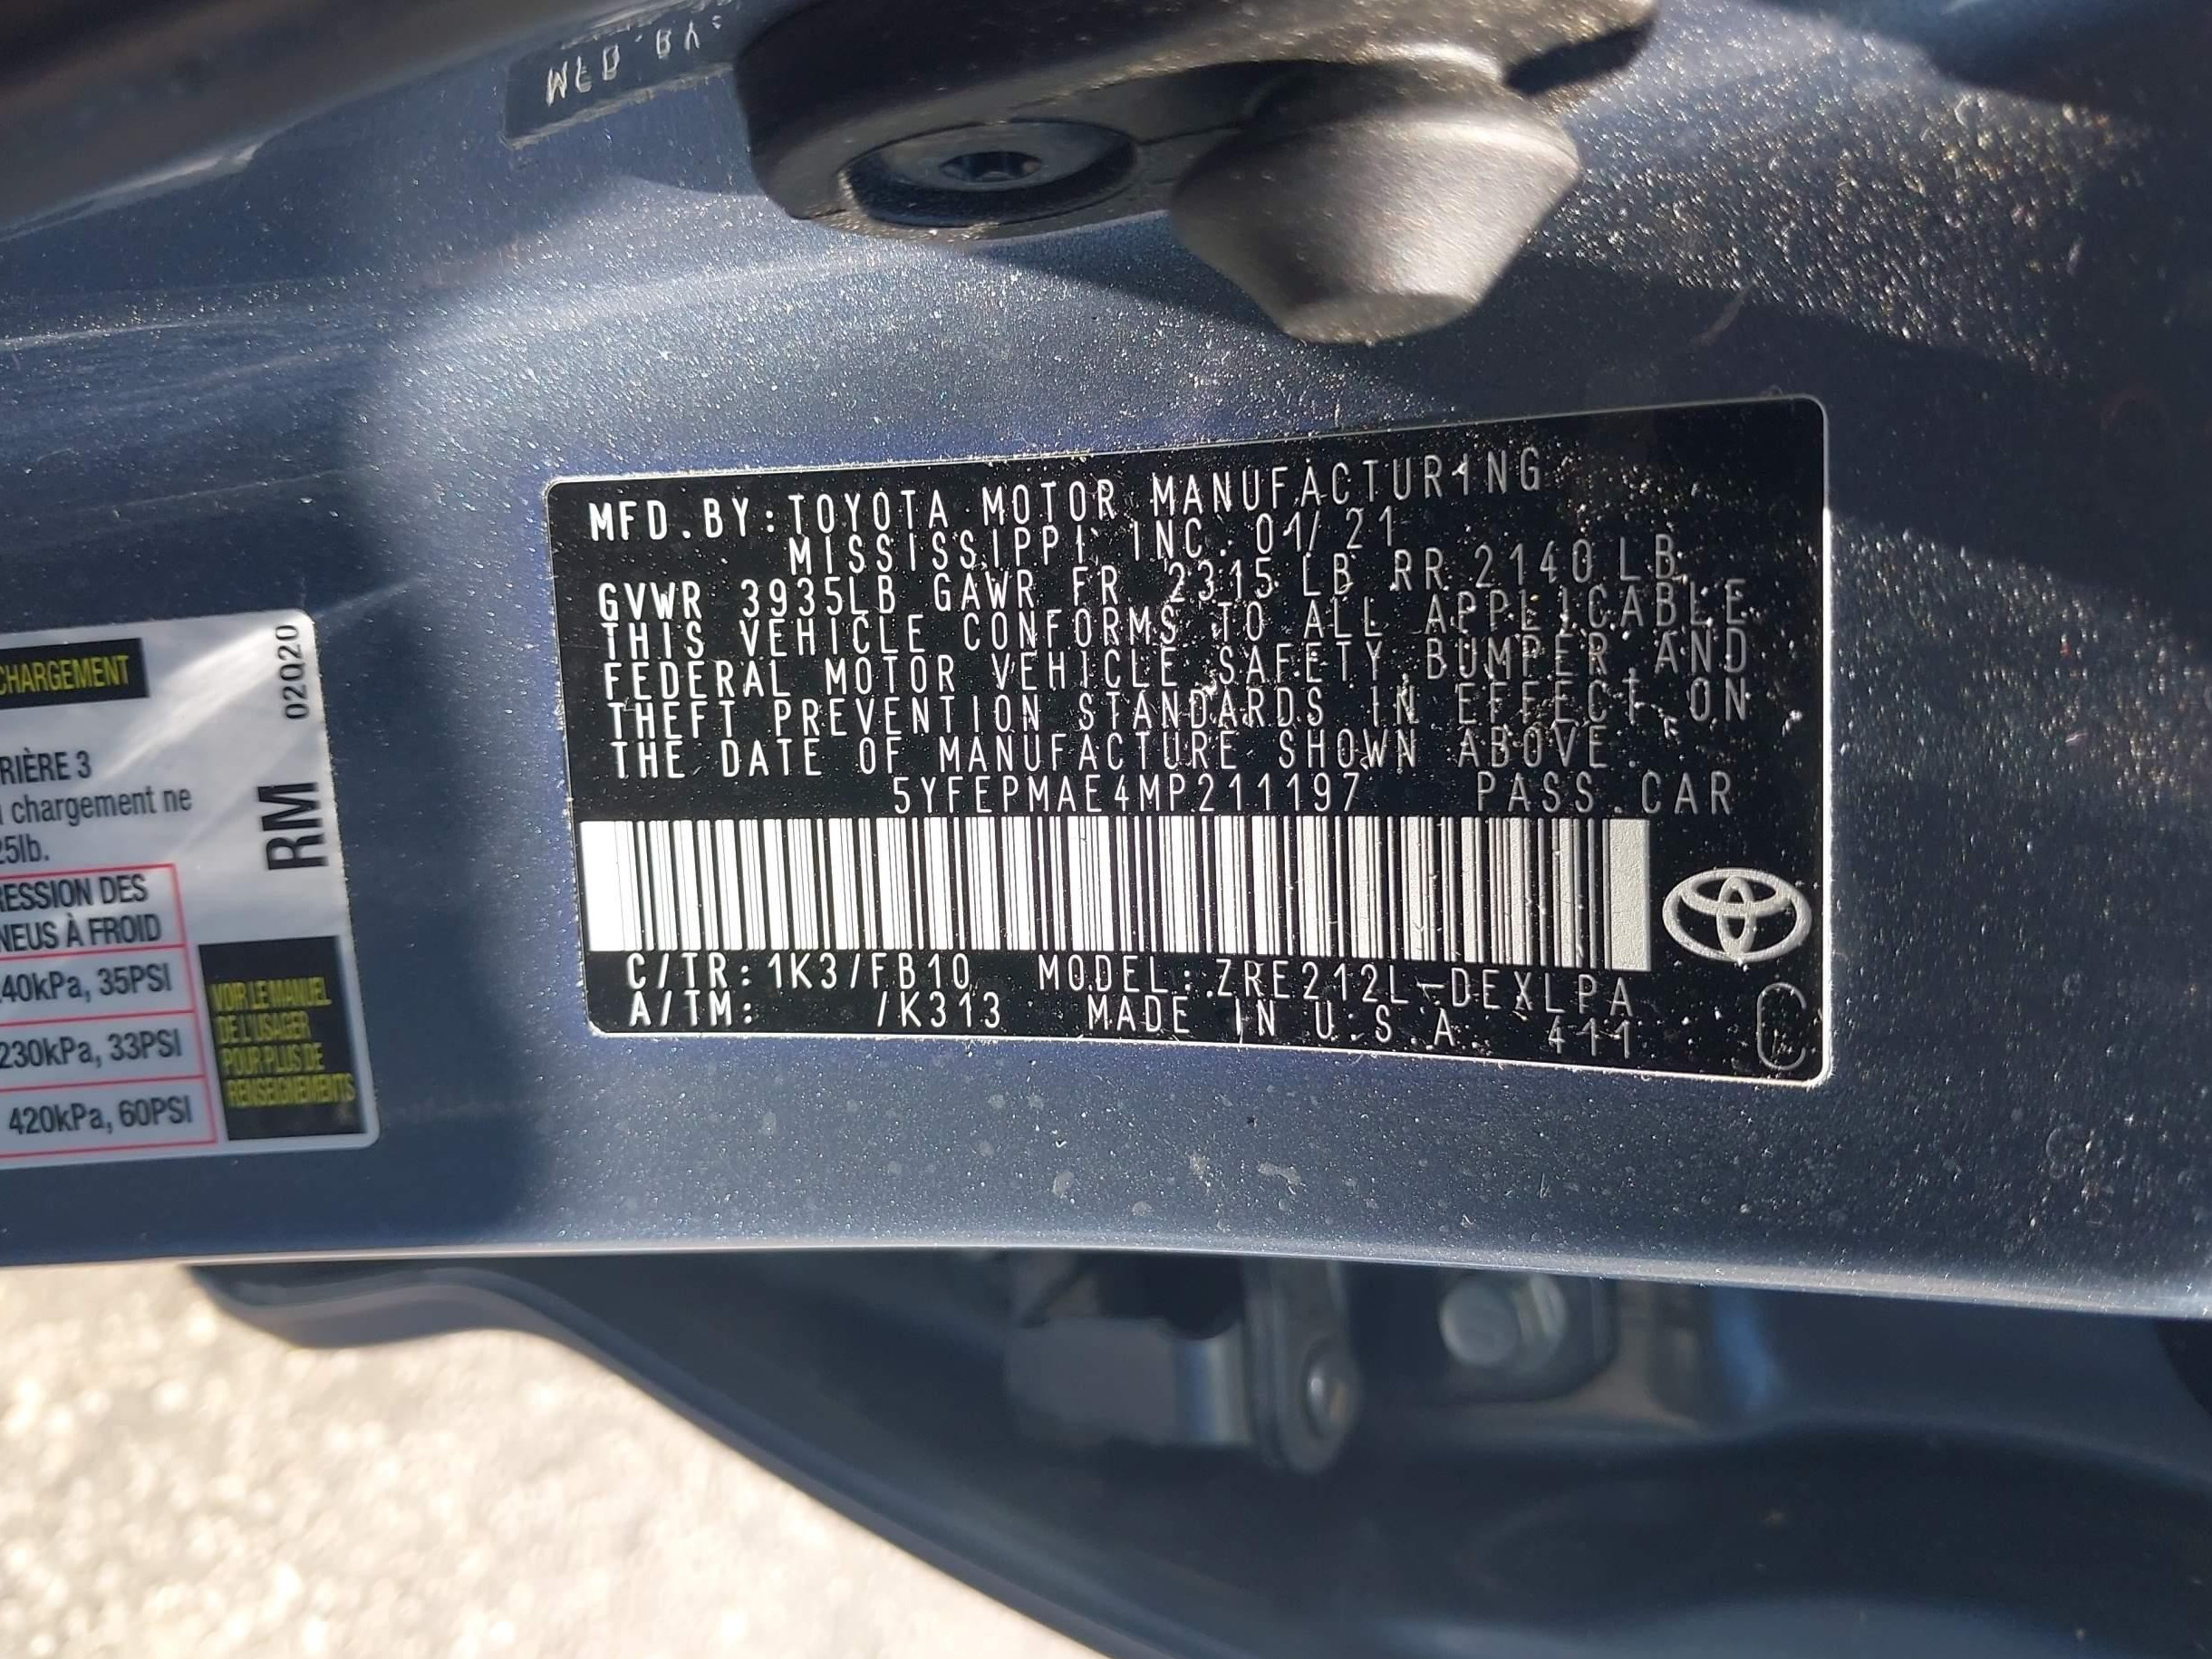 MFD.BY:TOYOTA MOTOR MANUFACTURING
MISSISSIPPI, INC. 01/21
GVWR 3935LB GAWR FR 2315 LB RR 2140 LB
THIS VEHICLE CONFORMS TO ALL APPLICABLE
FEDERAL MOTOR VEHICLE SAFETY, BUMPER, AND
THEFT PREVENTION STANDARDS IN EFFECT ON
THE DATE OF MANUFACTURE SHOWN ABOVE.
5YFEPMAE4MP211197 PASS.CAR
C/TR: 1K3/FB10 MODEL: ZRE212L-DEXLPA
A/TM: /K313 MADE IN U.S.A. 411
C
CHARGEMENT
02Q20
RIÈRE 3
chargement ne
25lb.
RM
RESSION DES
NEUS À FROID
40kPa, 35PSI
230kPa, 33PSI
420kPa, 60PSI
VOIR LE MANUEL
DE L'USAGER
POUR PLUS DE
RENSEIGNEMENTS